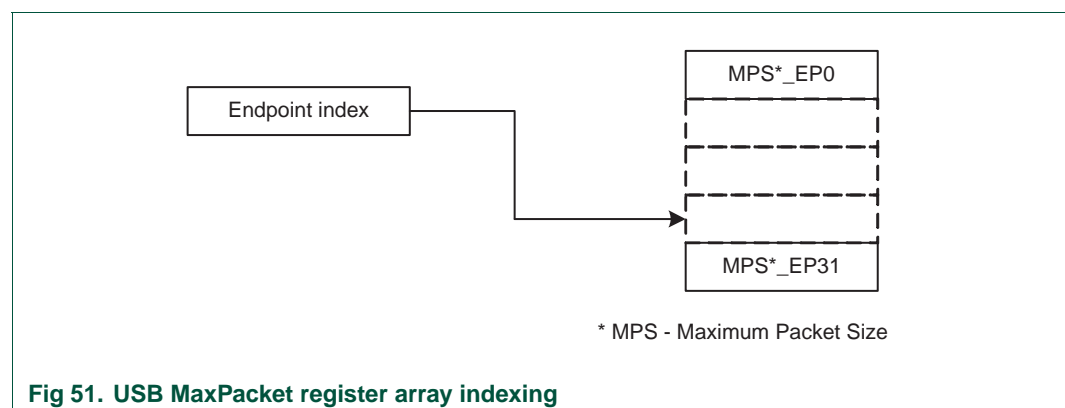 MPS*_EP0
Endpoint index
MPS*_EP31
* MPS - Maximum Packet Size
Fig 51. USB MaxPacket register array indexing